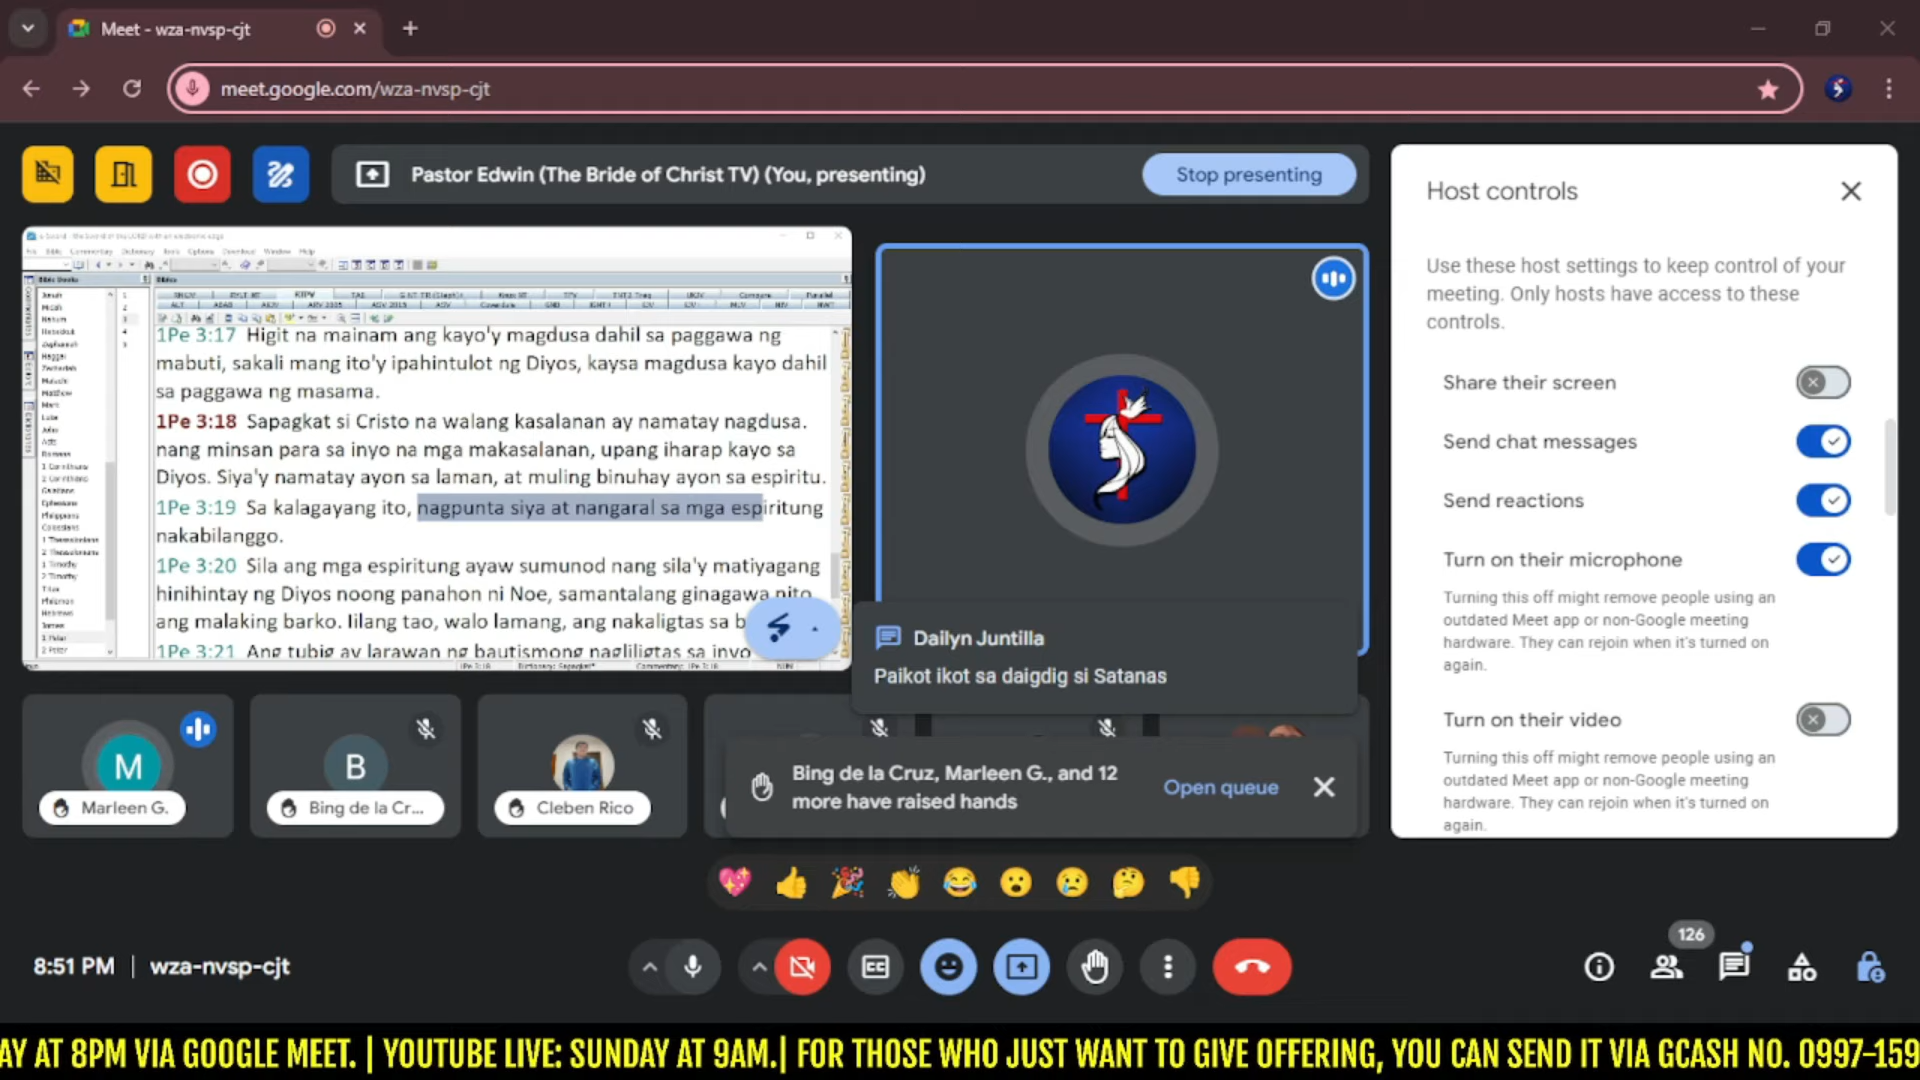 Meet - wza-nvsp-cjt
meet.google.com/wza-nvsp-cjt
Pastor Edwin (The Bride of Christ TV) (You, presenting)
Stop presenting
1Pe 3:17 Higit na mainam ang kayo'y magdusa dahil sa paggawa ng
mabuti, sakali mang ito'y ipahintulot ng Diyos, kaysa magdusa kayo dahil
sa paggawa ng masama.
1Pe 3:18 Sapagkat si Cristo na walang kasalanan ay namatay nagdusa.
nang minsan para sa inyo na mga makasalanan, upang iharap kayo sa
Diyos. Siya'y namatay ayon sa laman, at muling binuhay ayon sa espiritu.
1Pe 3:19 Sa kalagayang ito, nagpunta siya at nangaral sa mga espiritung
nakabilanggo.
1Pe 3:20 Sila ang mga espiritung ayaw sumunod nang sila'y matiyagang
hinihintay ng Diyos noong panahon ni Noe, samantalang ginagawa nito
ang malaking barko. Iilang tao, walo lamang, ang nakaligtas sa b
1Pe 3:21 Ang tubig ay larawan ng bautismong nagliligtas sa inyo
Dailyn Juntilla
Paikot ikot sa daigdig si Satanas
M
Marleen G.
B
Bing de la Cr...
Cleben Rico
Bing de la Cruz, Marleen G., and 12
more have raised hands
Open queue
Host controls
Use these host settings to keep control of your
meeting. Only hosts have access to these
controls.
Share their screen
Send chat messages
Send reactions
Turn on their microphone
Turning this off might remove people using an
outdated Meet app or non-Google meeting
hardware. They can rejoin when it's turned on
again.
Turn on their video
Turning this off might remove people using an
outdated Meet app or non-Google meeting
hardware. They can rejoin when it's turned on
again.
8:51 PM | wza-nvsp-cjt
126
AY AT 8PM VIA GOOGLE MEET. | YOUTUBE LIVE: SUNDAY AT 9AM.| FOR THOSE WHO JUST WANT TO GIVE OFFERING, YOU CAN SEND IT VIA GCASH NO. 0997-159